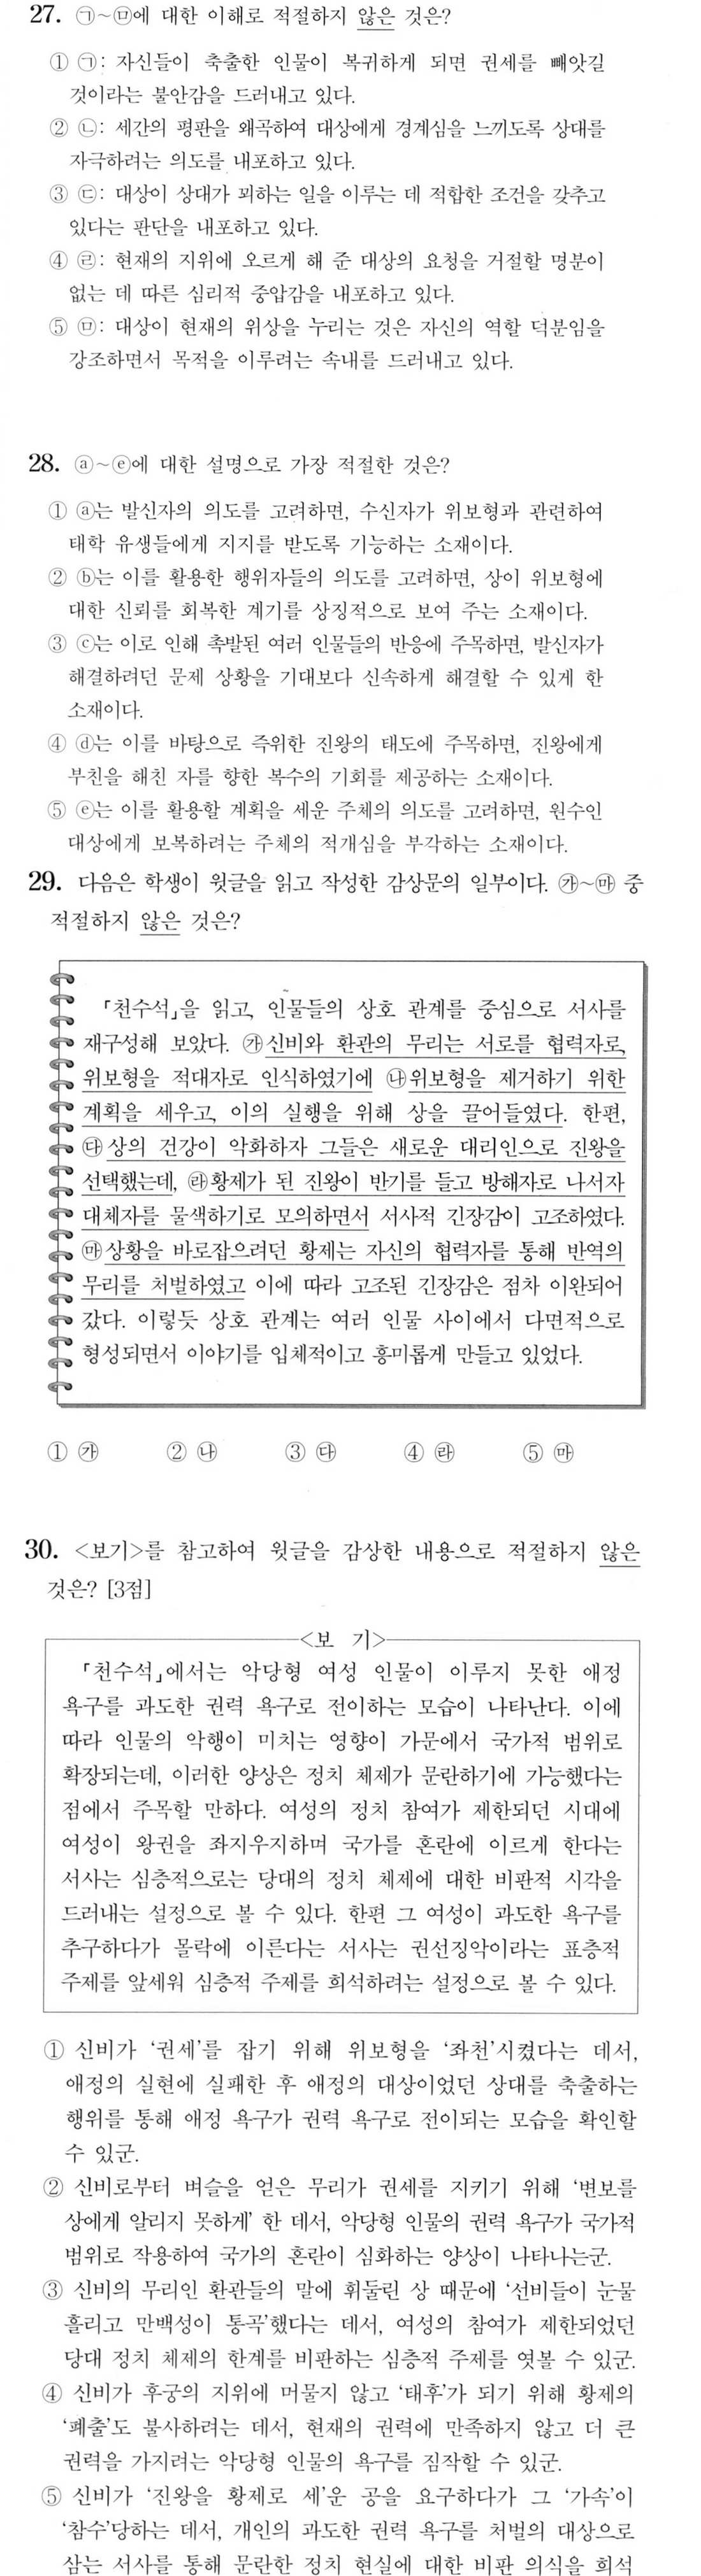 27. ㉠~㉤에 대한 이해로 적절하지 않은 것은?
① ㉠: 자신들이 축출한 인물이 복귀하게 되면 권세를 빼앗길
것이라는 불안감을 드러내고 있다.
② ㉡: 세간의 평판을 왜곡하여 대상에게 경계심을 느끼도록 상대를
자극하려는 의도를 내포하고 있다.
③ ㉢: 대상이 상대가 꾀하는 일을 이루는 데 적합한 조건을 갖추고
있다는 판단을 내포하고 있다.
④ ㉣: 현재의 지위에 오르게 해 준 대상의 요청을 거절할 명분이
없는 데 따른 심리적 중압감을 내포하고 있다.
⑤ ㉤: 대상이 현재의 위상을 누리는 것은 자신의 역할 덕분임을
강조하면서 목적을 이루려는 속내를 드러내고 있다.
28. ⓐ~ⓔ에 대한 설명으로 가장 적절한 것은?
① ⓐ는 발신자의 의도를 고려하면, 수신자가 위보형과 관련하여
태학 유생들에게 지지를 받도록 기능하는 소재이다.
② ⓑ는 이를 활용한 행위자들의 의도를 고려하면, 상이 위보형에
대한 신뢰를 회복한 계기를 상징적으로 보여 주는 소재이다.
③ ⓒ는 이로 인해 촉발된 여러 인물들의 반응에 주목하면, 발신자가
해결하려던 문제 상황을 기대보다 신속하게 해결할 수 있게 한
소재이다.
④ ⓓ는 이를 바탕으로 즉위한 진왕의 태도에 주목하면, 진왕에게
부친을 해친 자를 향한 복수의 기회를 제공하는 소재이다.
⑤ ⓔ는 이를 활용할 계획을 세운 주체의 의도를 고려하면, 원수인
대상에게 보복하려는 주체의 적개심을 부각하는 소재이다.
29. 다음은 학생이 윗글을 읽고 작성한 감상문의 일부이다. ㉮~㉲ 중
적절하지 않은 것은?
「천수석」을 읽고, 인물들의 상호 관계를 중심으로 서사를
재구성해 보았다. ㉮신비와 환관의 무리는 서로를 협력자로,
위보형을 적대자로 인식하였기에 ㉯위보형을 제거하기 위한
계획을 세우고, 이의 실행을 위해 상을 끌어들였다. 한편,
㉰상의 건강이 악화하자 그들은 새로운 대리인으로 진왕을
선택했는데, ㉱황제가 된 진왕이 반기를 들고 방해자로 나서자
대체자를 물색하기로 모의하면서 서사적 긴장감이 고조하였다.
㉲상황을 바로잡으려던 황제는 자신의 협력자를 통해 반역의
무리를 처벌하였고 이에 따라 고조된 긴장감은 점차 이완되어
갔다. 이렇듯 상호 관계는 여러 인물 사이에서 다면적으로
형성되면서 이야기를 입체적이고 흥미롭게 만들고 있었다.
① ㉮ ② ㉯ ③ ㉰ ④ ㉱ ⑤ ㉲
30. <보기>를 참고하여 윗글을 감상한 내용으로 적절하지 않은
것은? [3점]
<보 기>
「천수석」에서는 악당형 여성 인물이 이루지 못한 애정
욕구를 과도한 권력 욕구로 전이하는 모습이 나타난다. 이에
따라 인물의 악행이 미치는 영향이 가문에서 국가적 범위로
확장되는데, 이러한 양상은 정치 체제가 문란하기에 가능했다는
점에서 주목할 만하다. 여성의 정치 참여가 제한되던 시대에
여성이 왕권을 좌지우지하며 국가를 혼란에 이르게 한다는
서사는 심층적으로는 당대의 정치 체제에 대한 비판적 시각을
드러내는 설정으로 볼 수 있다. 한편 그 여성이 과도한 욕구를
추구하다가 몰락에 이른다는 서사는 권선징악이라는 표층적
주제를 앞세워 심층적 주제를 희석하려는 설정으로 볼 수 있다.
① 신비가 ‘권세’를 잡기 위해 위보형을 ‘좌천’시켰다는 데서,
애정의 실현에 실패한 후 애정의 대상이었던 상대를 축출하는
행위를 통해 애정 욕구가 권력 욕구로 전이되는 모습을 확인할
수 있군.
② 신비로부터 벼슬을 얻은 무리가 권세를 지키기 위해 ‘변보를
상에게 알리지 못하게’ 한 데서, 악당형 인물의 권력 욕구가 국가적
범위로 작용하여 국가의 혼란이 심화하는 양상이 나타나는군.
③ 신비의 무리인 환관들의 말에 휘둘린 상 때문에 ‘선비들이 눈물
흘리고 만백성이 통곡’했다는 데서, 여성의 참여가 제한되었던
당대 정치 체제의 한계를 비판하는 심층적 주제를 엿볼 수 있군.
④ 신비가 후궁의 지위에 머물지 않고 ‘태후’가 되기 위해 황제의
‘폐출’도 불사하려는 데서, 현재의 권력에 만족하지 않고 더 큰
권력을 가지려는 악당형 인물의 욕구를 짐작할 수 있군.
⑤ 신비가 ‘진왕을 황제로 세’운 공을 요구하다가 그 ‘가속’이
‘참수’당하는 데서, 개인의 과도한 권력 욕구를 처벌의 대상으로
삼는 서사를 통해 문란한 정치 현실에 대한 비판 의식을 희석